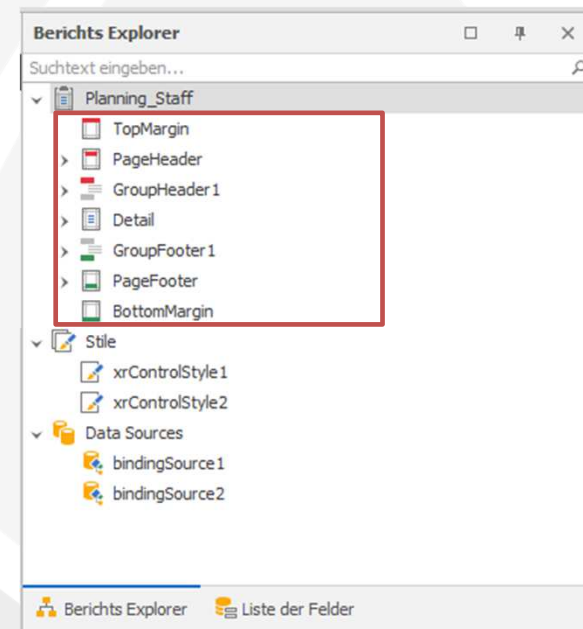 Berichts Explorer
Suchtext eingeben...
Planning_Staff
TopMargin
PageHeader
GroupHeader1
Detail
GroupFooter1
PageFooter
BottomMargin
Stile
xrControlStyle1
xrControlStyle2
Data Sources
bindingSource1
bindingSource2
Berichts Explorer Liste der Felder